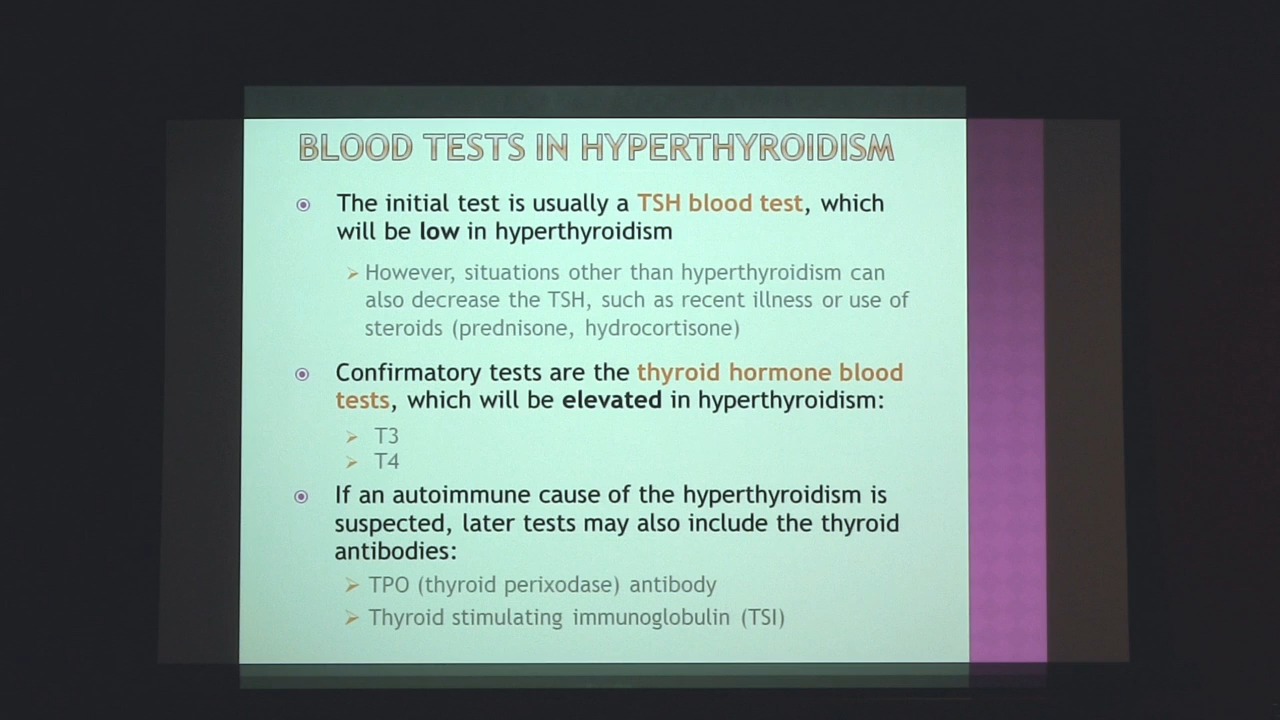 BLOOD TESTS IN HYPERTHYROIDISM
The initial test is usually a TSH blood test, which
will be low in hyperthyroidism
However, situations other than hyperthyroidism can
also decrease the TSH, such as recent illness or use of
steroids (prednisone, hydrocortisone)
Confirmatory tests are the thyroid hormone blood
tests, which will be elevated in hyperthyroidism:
T3
T4
If an autoimmune cause of the hyperthyroidism is
suspected, later tests may also include the thyroid
antibodies:
TPO (thyroid perixodase) antibody
Thyroid stimulating immunoglobulin (TSI)